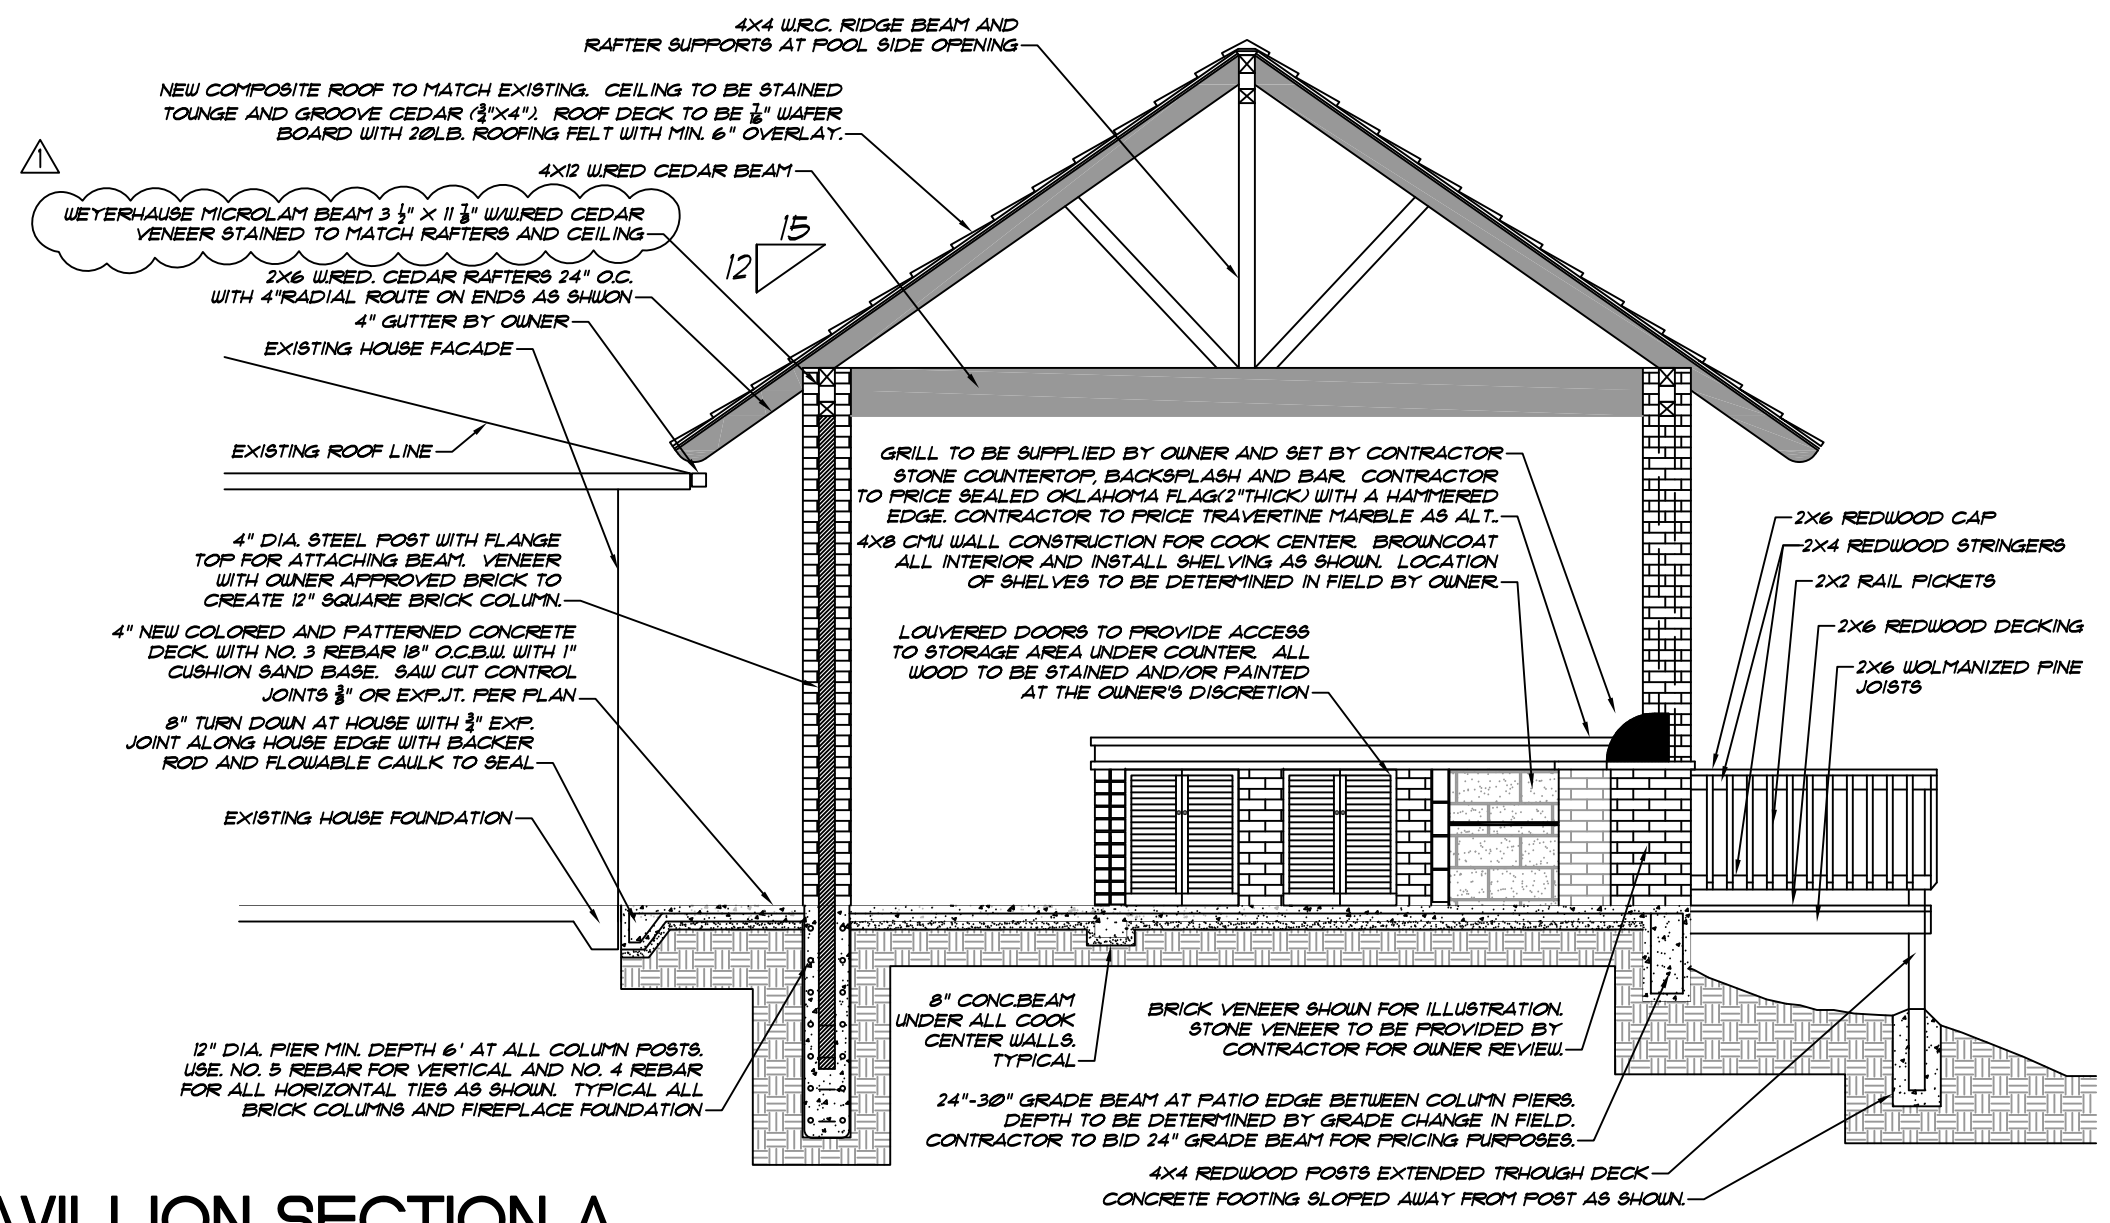 4X4 W.R.C. RIDGE BEAM AND
RAFTER SUPPORTS AT POOL SIDE OPENING
NEW COMPOSITE ROOF TO MATCH EXISTING. CEILING TO BE STAINED
TOUNGE AND GROOVE CEDAR (3/4"X4"). ROOF DECK TO BE 7/16" WAFER
BOARD WITH 20LB. ROOFING FELT WITH MIN. 6" OVERLAY.
1
4X12 W.RED CEDAR BEAM
WEYERHAUSE MICROLAM BEAM 3 1/2" X 11 7/8" W/W.RED CEDAR
VENEER STAINED TO MATCH RAFTERS AND CEILING
15
12
2X6 W.RED. CEDAR RAFTERS 24" O.C.
WITH 4"RADIAL ROUTE ON ENDS AS SHWON
4" GUTTER BY OWNER
EXISTING HOUSE FACADE
EXISTING ROOF LINE
GRILL TO BE SUPPLIED BY OWNER AND SET BY CONTRACTOR
STONE COUNTERTOP, BACKSPLASH AND BAR. CONTRACTOR
TO PRICE SEALED OKLAHOMA FLAG(2"THICK) WITH A HAMMERED
EDGE. CONTRACTOR TO PRICE TRAVERTINE MARBLE AS ALT..
4X8 CMU WALL CONSTRUCTION FOR COOK CENTER. BROWNCOAT
ALL INTERIOR AND INSTALL SHELVING AS SHOWN. LOCATION
OF SHELVES TO BE DETERMINED IN FIELD BY OWNER
LOUVERED DOORS TO PROVIDE ACCESS
TO STORAGE AREA UNDER COUNTER. ALL
WOOD TO BE STAINED AND/OR PAINTED
AT THE OWNER'S DISCRETION
2X6 REDWOOD CAP
2X4 REDWOOD STRINGERS
2X2 RAIL PICKETS
2X6 REDWOOD DECKING
2X6 WOLMANIZED PINE
JOISTS
4" DIA. STEEL POST WITH FLANGE
TOP FOR ATTACHING BEAM. VENEER
WITH OWNER APPROVED BRICK TO
CREATE 12" SQUARE BRICK COLUMN.
4" NEW COLORED AND PATTERNED CONCRETE
DECK. WITH NO. 3 REBAR 18" O.C.B.W. WITH 1"
CUSHION SAND BASE. SAW CUT CONTROL
JOINTS 3/8" OR EXP.JT. PER PLAN
8" TURN DOWN AT HOUSE WITH 3/4" EXP.
JOINT ALONG HOUSE EDGE WITH BACKER
ROD AND FLOWABLE CAULK TO SEAL
EXISTING HOUSE FOUNDATION
12" DIA. PIER MIN. DEPTH 6' AT ALL COLUMN POSTS.
USE. NO. 5 REBAR FOR VERTICAL AND NO. 4 REBAR
FOR ALL HORIZONTAL TIES AS SHOWN. TYPICAL ALL
BRICK COLUMNS AND FIREPLACE FOUNDATION
8" CONC.BEAM
UNDER ALL COOK
CENTER WALLS.
TYPICAL
BRICK VENEER SHOWN FOR ILLUSTRATION.
STONE VENEER TO BE PROVIDED BY
CONTRACTOR FOR OWNER REVIEW.
24"-30" GRADE BEAM AT PATIO EDGE BETWEEN COLUMN PIERS.
DEPTH TO BE DETERMINED BY GRADE CHANGE IN FIELD.
CONTRACTOR TO BID 24" GRADE BEAM FOR PRICING PURPOSES.
4X4 REDWOOD POSTS EXTENDED TRHOUGH DECK
CONCRETE FOOTING SLOPED AWAY FROM POST AS SHOWN.
AVILLION SECTION A